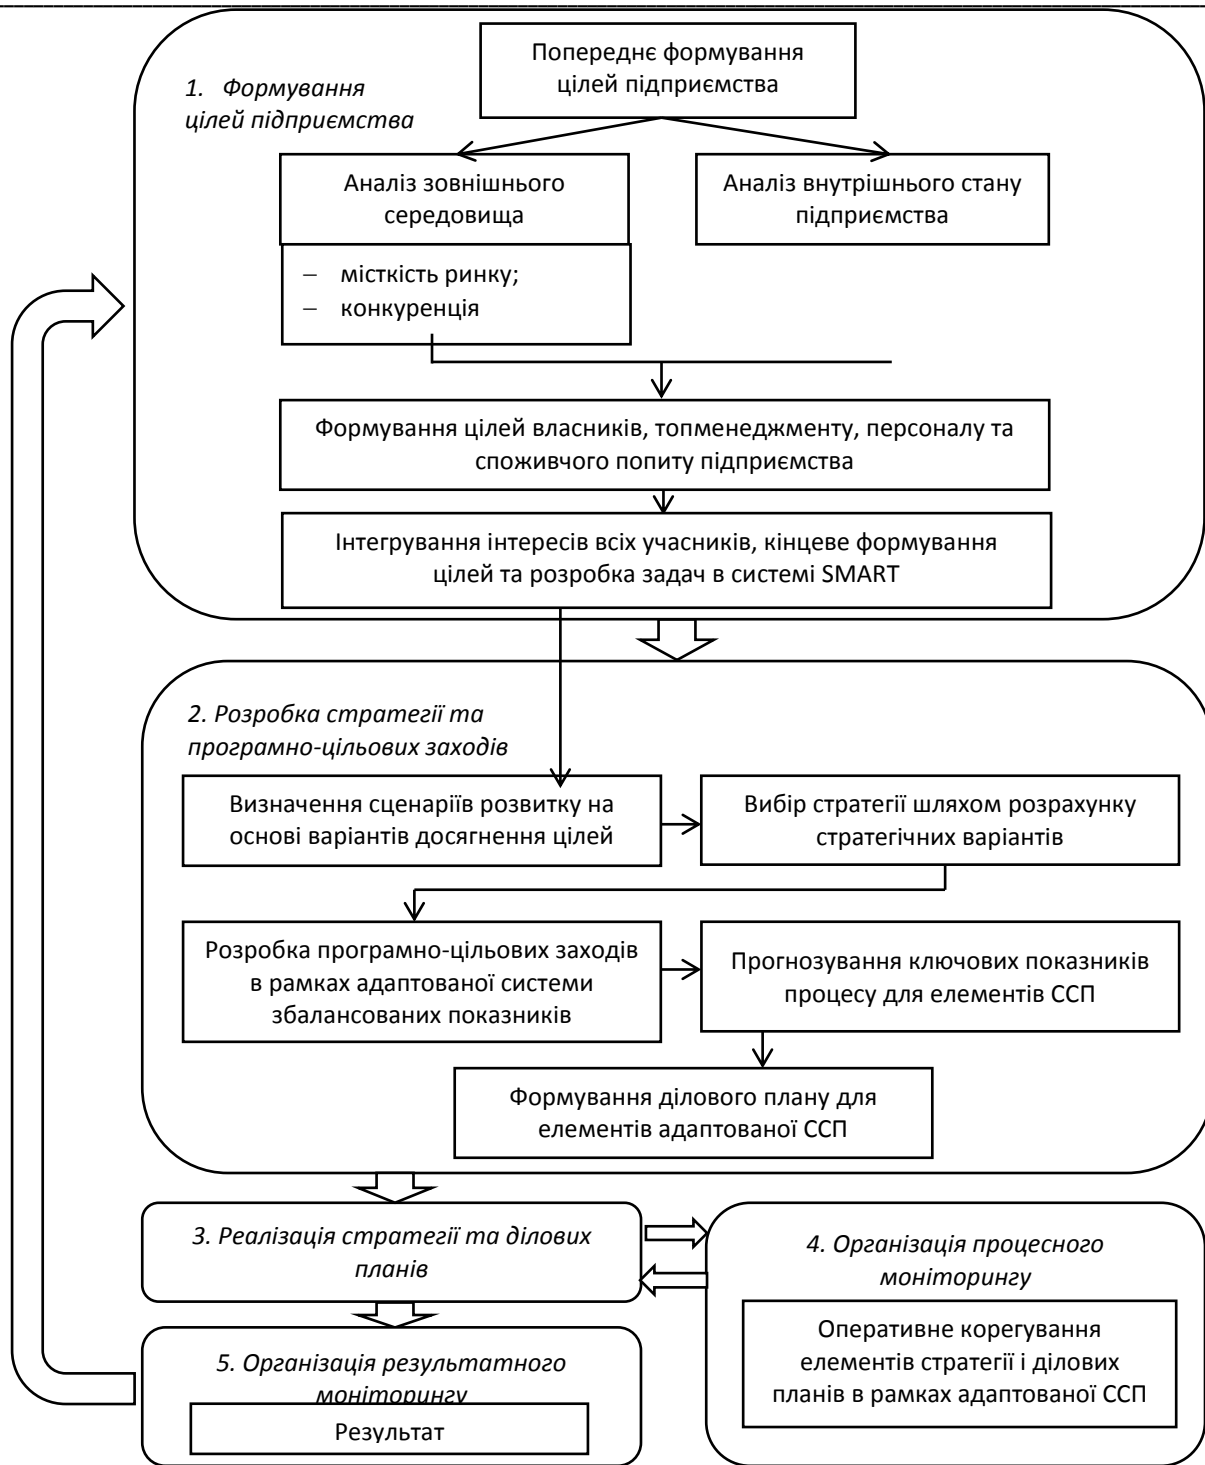 Попереднє формування
цілей підприємства
1. Формування
цілей підприємства
Аналіз зовнішнього
середовища
Аналіз внутрішнього стану
підприємства
– місткість ринку;
– конкуренція
Формування цілей власників, топменеджменту, персоналу та
споживчого попиту підприємства
Інтегрування інтересів всіх учасників, кінцеве формування
цілей та розробка задач в системі SMART
2. Розробка стратегії та
програмно-цільових заходів
Визначення сценаріїв розвитку на
основі варіантів досягнення цілей
Вибір стратегії шляхом розрахунку
стратегічних варіантів
Розробка програмно-цільових заходів
в рамках адаптованої системи
збалансованих показників
Прогнозування ключових показників
процесу для елементів ССП
Формування ділового плану для
елементів адаптованої ССП
3. Реалізація стратегії та ділових
планів
4. Організація процесного
моніторингу
Оперативне корегування
елементів стратегії і ділових
планів в рамках адаптованої ССП
5. Організація результатного
моніторингу
Результат